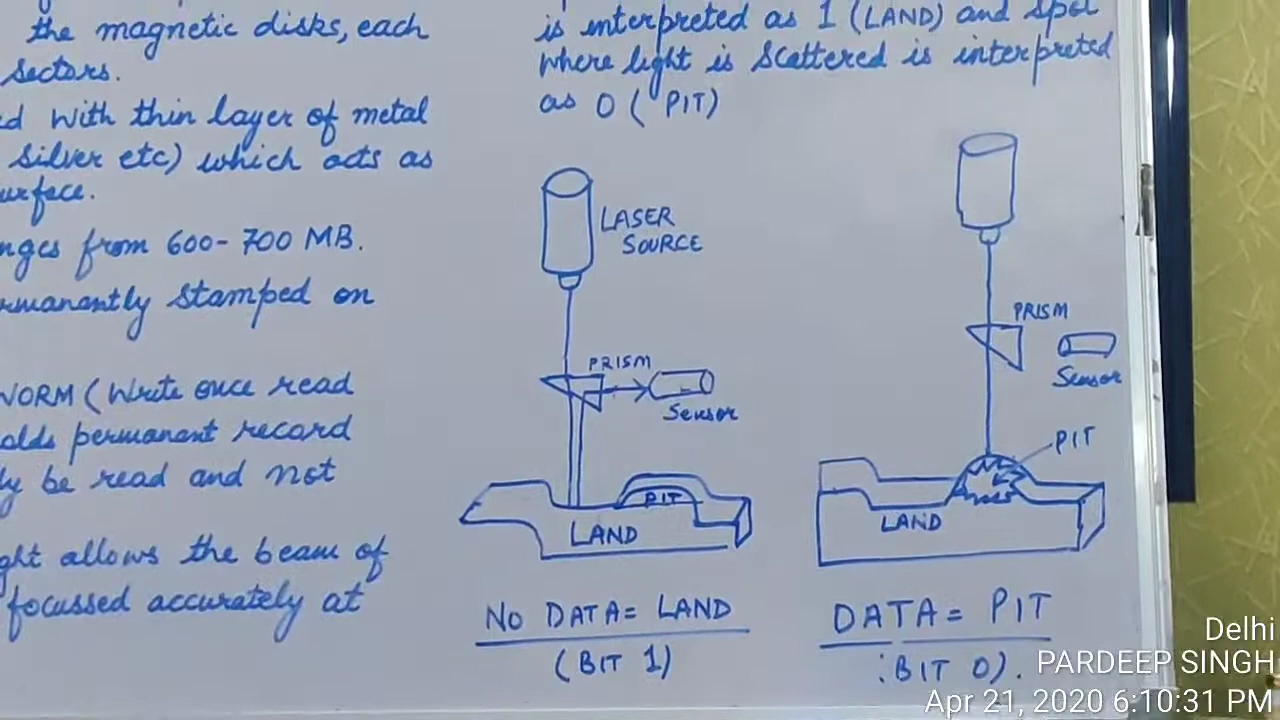 the magnetic disks, each
sectors.
ed with thin layer of metal
silver etc) which acts as
urface.
nges from 600-700 MB.
rmanantly stamped on
WORM (Write once read
olds permanant record
ly be read and not
ght allows the beam of
focussed accurately at
is interpreted as 1 (LAND) and spot
where light is scattered is interpreted
as 0 (PIT)
LASER
SOURCE
PRISM
Sensor
PIT
LAND
NO DATA = LAND
(BIT 1)
PRISM
Sensor
PIT
LAND
DATA = PIT
(BIT 0).
Delhi
PARDEEP SINGH
Apr 21, 2020 6:10:31 PM